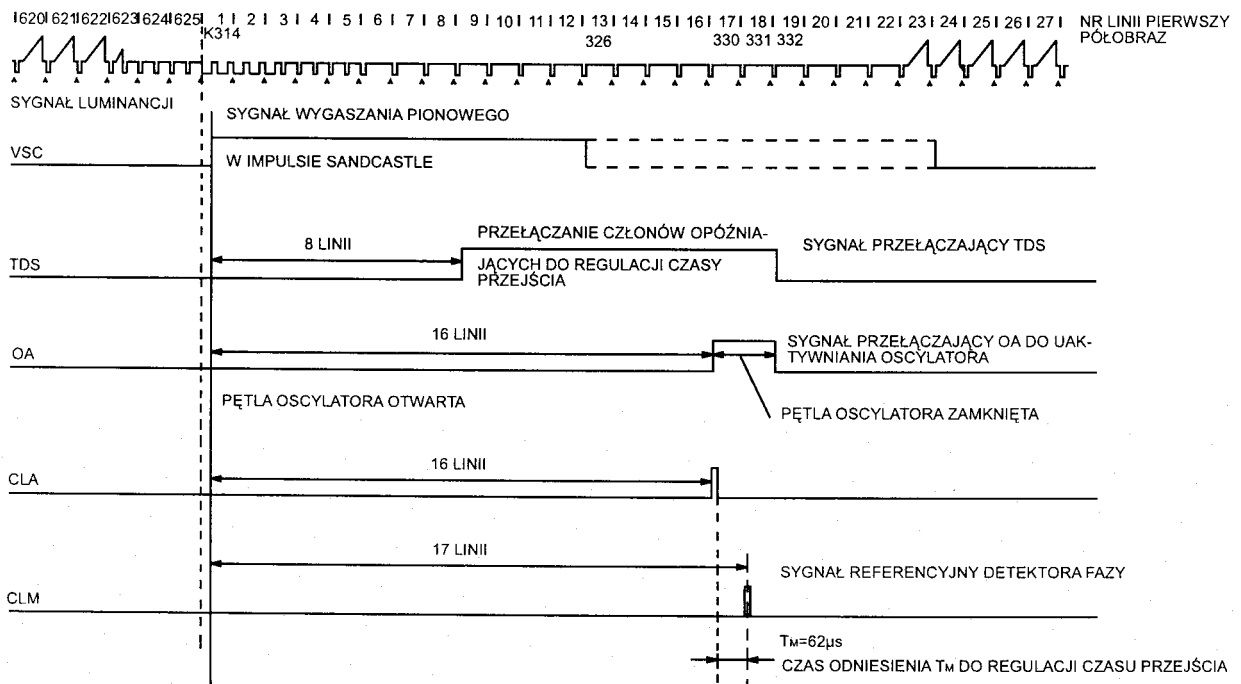 620 621 622 623 624 625 1 2 3 4 5 6 7 8 9 10 11 12 13 14 15 16 17 18 19 20 21 22 23 24 25 26 27 NR LINII PIERWSZY
PÓŁOBRAZ
K314
326 330 331 332
SYGNAŁ LUMINANCJI
SYGNAŁ WYGASZANIA PIONOWEGO
VSC
W IMPULSIE SANDCASTLE
PRZEŁĄCZANIE CZŁONÓW OPÓŹNIA-
8 LINII
SYGNAŁ PRZEŁĄCZAJĄCY TDS
TDS
JĄCYCH DO REGULACJI CZASY
PRZEJŚCIA
16 LINII
SYGNAŁ PRZEŁĄCZAJĄCY OA DO UAK-
TYWNIANIA OSCYLATORA
OA
PĘTLA OSCYLATORA OTWARTA
PĘTLA OSCYLATORA ZAMKNIĘTA
16 LINII
CLA
17 LINII
SYGNAŁ REFERENCYJNY DETEKTORA FAZY
CLM
TM=62µs
CZAS ODNIESIENIA TM DO REGULACJI CZASU PRZEJŚCIA